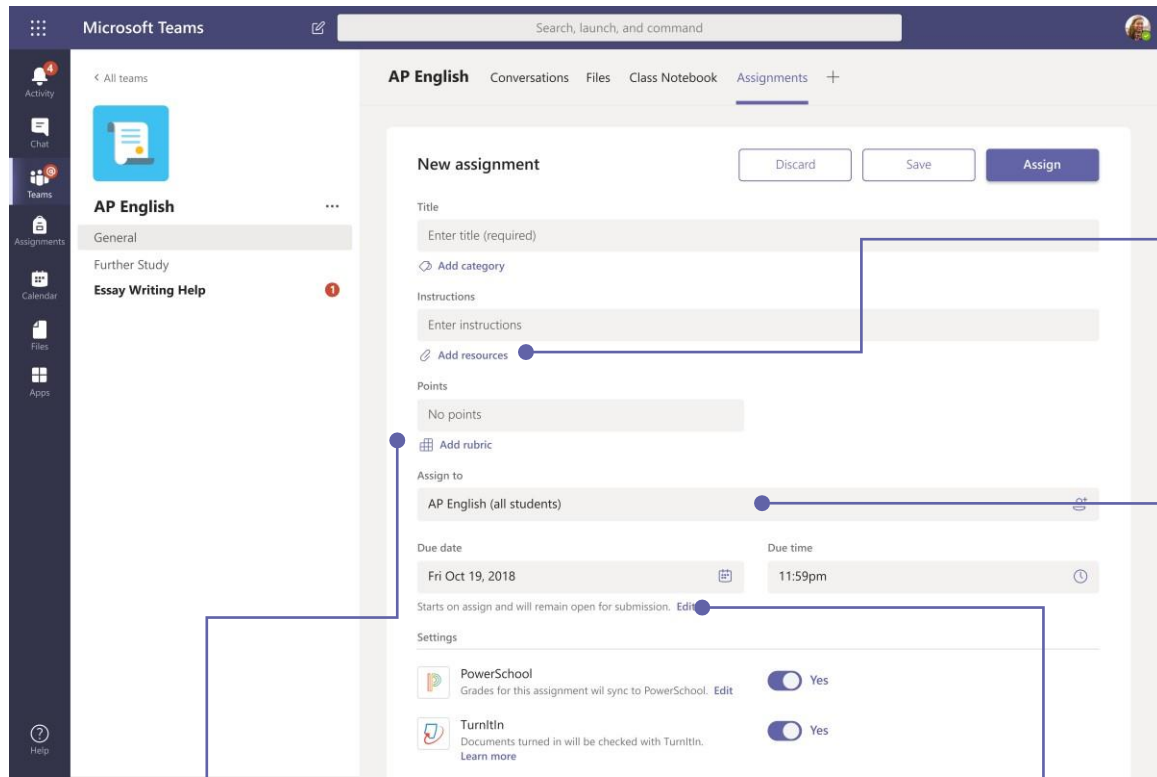 Microsoft Teams
Search, launch, and command
4
Activity
Chat
Teams
Assignments
Calendar
Files
Apps
Help
< All teams
AP English
...
General
Further Study
Essay Writing Help 1
AP English Conversations Files Class Notebook Assignments +
New assignment Discard Save Assign
Title
Enter title (required)
Add category
Instructions
Enter instructions
Add resources
Points
No points
Add rubric
Assign to
AP English (all students)
Due date Due time
Fri Oct 19, 2018 11:59pm
Starts on assign and will remain open for submission. Edit
Settings
PowerSchool Yes
Grades for this assignment wil sync to PowerSchool. Edit
TurnItIn Yes
Documents turned in will be checked with TurnItIn.
Learn more